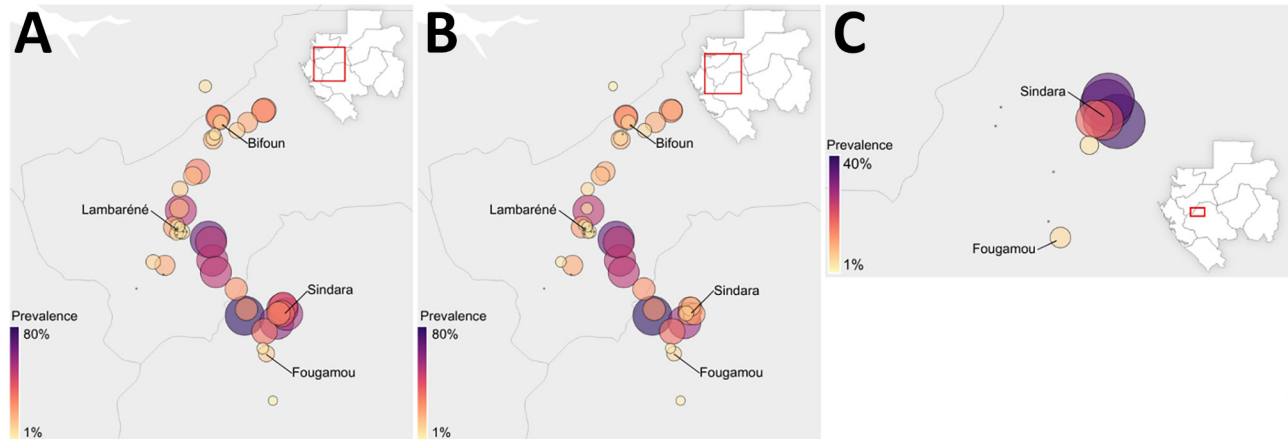 A
Bifoun
Lambaréné
Sindara
Prevalence
80%
Fougamou
1%
B
Bifoun
Lambaréné
Sindara
Prevalence
80%
Fougamou
1%
C
Sindara
Prevalence
40%
Fougamou
1%